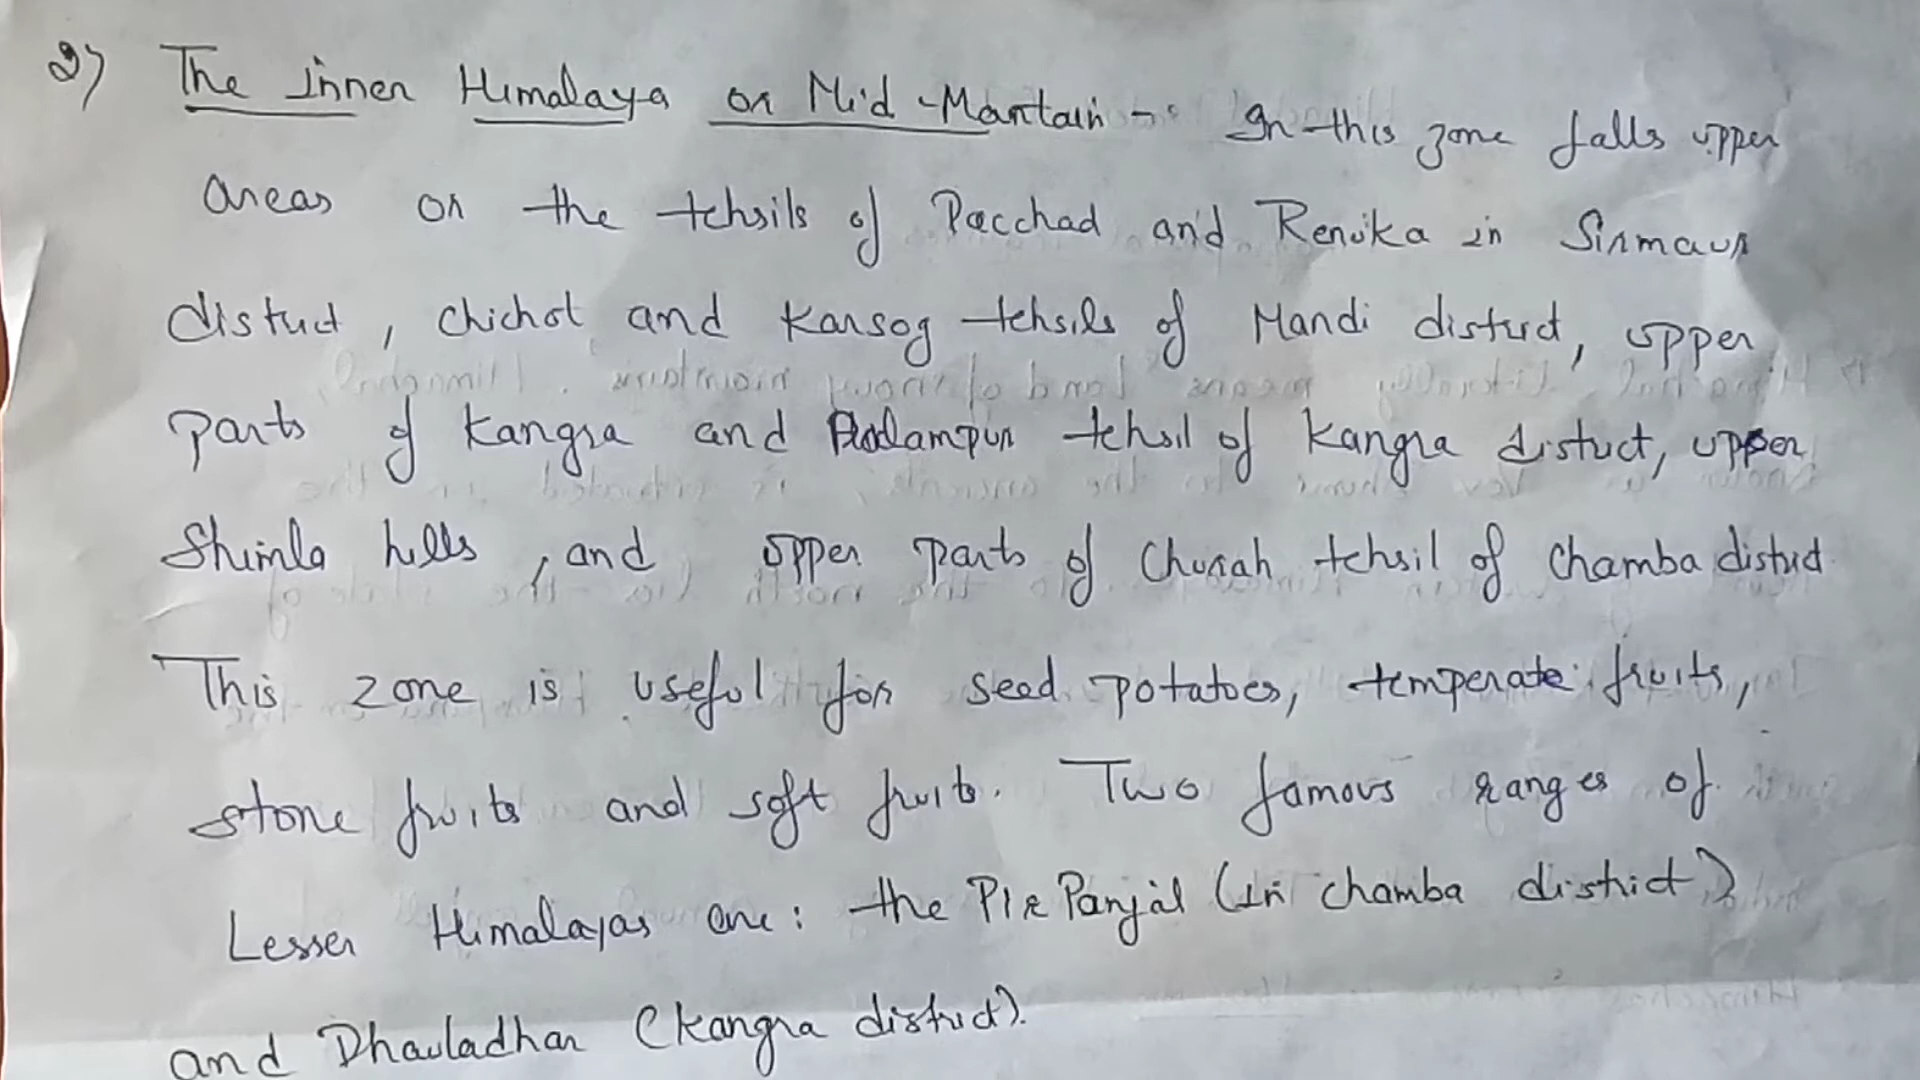 2) The Inner Himalaya or Mid-Mantain - In this zone falls upper
areas or the tehsils of Pacchad and Renuka in Sirmaur
district, Chichot and Karsog tehsils of Mandi district, upper
parts of Kangra and Palampur tehsil of Kangra district, upper
Shimla hills, and upper parts of Churah tehsil of Chamba district
This zone is useful for seed potatoes, temperate fruits,
stone fruits and soft fruits. Two famous ranges of
Lesser Himalayas are: the Pir Panjal (in chamba district)
and Dhauladhar (Kangra district).